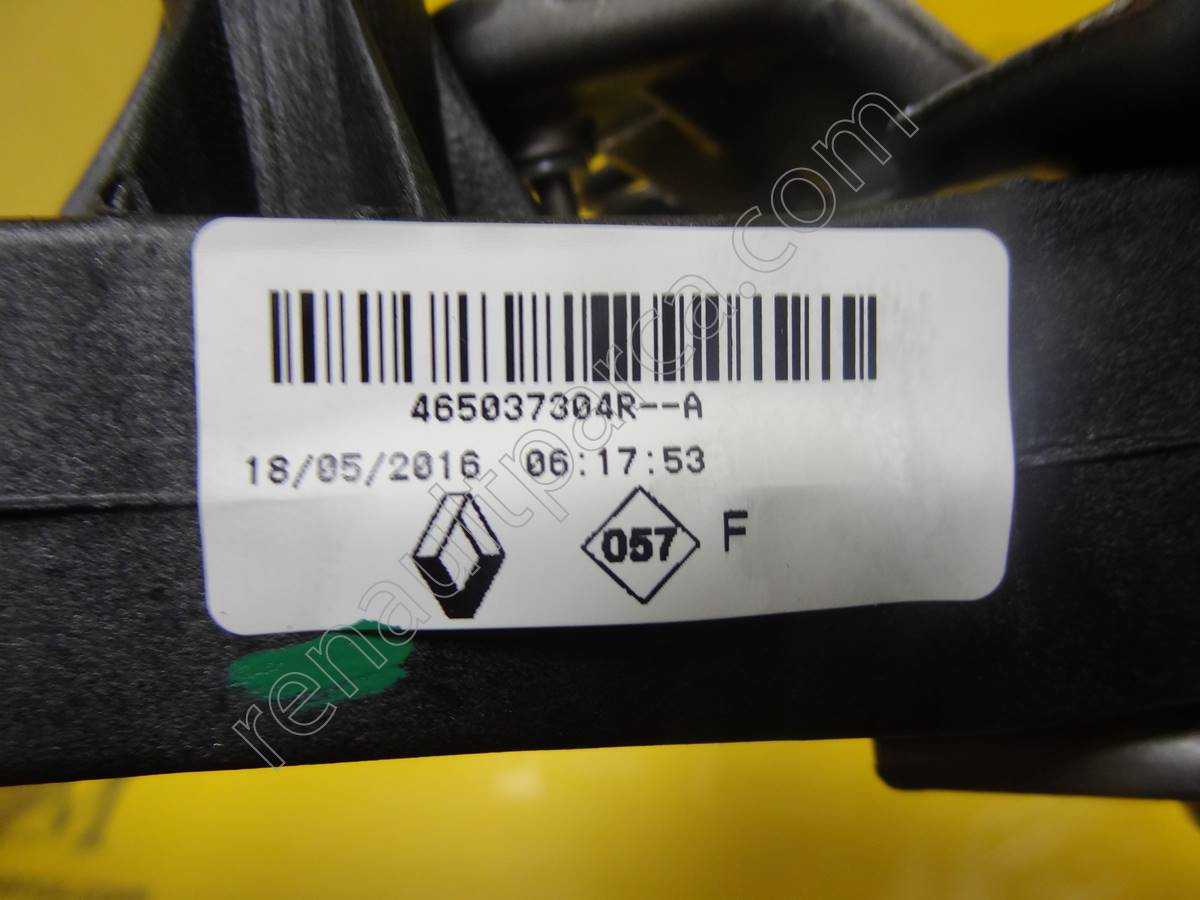 465037304R--A
18/05/2016 06:17:53
057 F
renaultparca.com